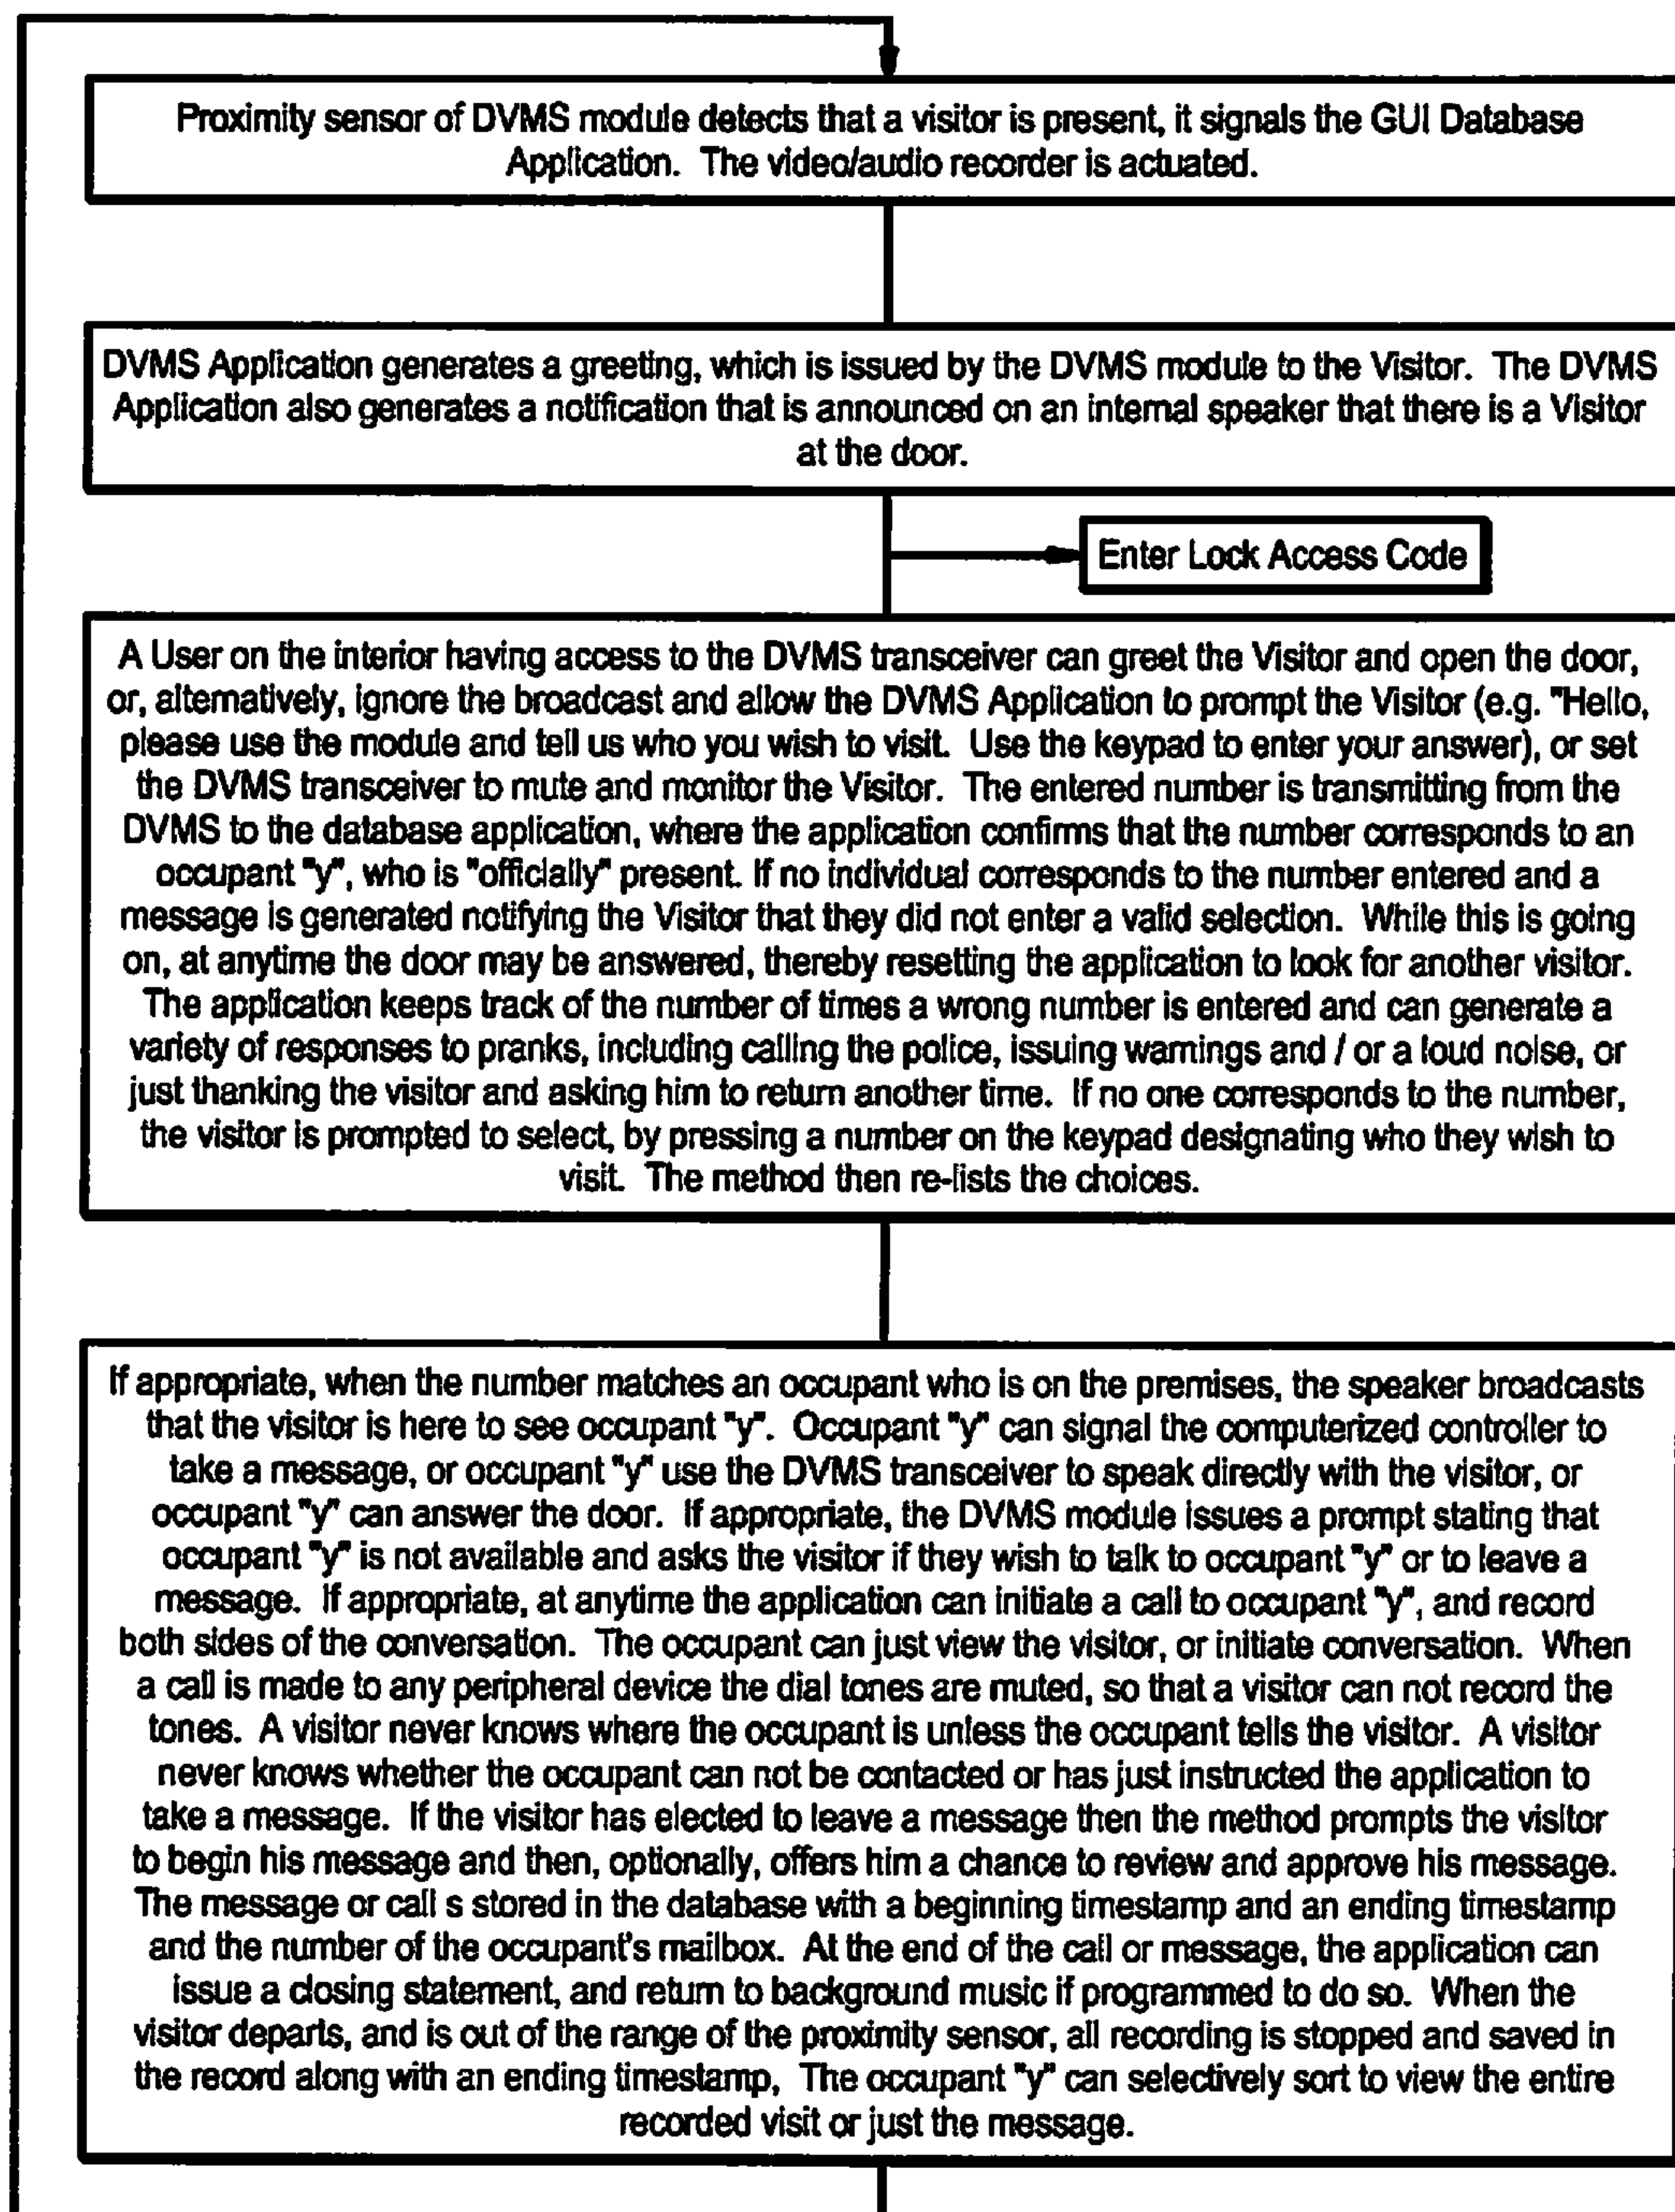 Proximity sensor of DVMS module detects that a visitor is present, it signals the GUI Database
Application. The video/audio recorder is actuated.
DVMS Application generates a greeting, which is issued by the DVMS module to the Visitor. The DVMS
Application also generates a notification that is announced on an internal speaker that there is a Visitor
at the door.
Enter Lock Access Code
A User on the interior having access to the DVMS transceiver can greet the Visitor and open the door,
or, alternatively, ignore the broadcast and allow the DVMS Application to prompt the Visitor (e.g. "Hello,
please use the module and tell us who you wish to visit. Use the keypad to enter your answer), or set
the DVMS transceiver to mute and monitor the Visitor. The entered number is transmitting from the
DVMS to the database application, where the application confirms that the number corresponds to an
occupant "y", who is "officially" present. If no individual corresponds to the number entered and a
message is generated notifying the Visitor that they did not enter a valid selection. While this is going
on, at anytime the door may be answered, thereby resetting the application to look for another visitor.
The application keeps track of the number of times a wrong number is entered and can generate a
variety of responses to pranks, including calling the police, issuing warnings and / or a loud noise, or
just thanking the visitor and asking him to return another time. If no one corresponds to the number,
the visitor is prompted to select, by pressing a number on the keypad designating who they wish to
visit. The method then re-lists the choices.
If appropriate, when the number matches an occupant who is on the premises, the speaker broadcasts
that the visitor is here to see occupant "y". Occupant "y" can signal the computerized controller to
take a message, or occupant "y" use the DVMS transceiver to speak directly with the visitor, or
occupant "y" can answer the door. If appropriate, the DVMS module issues a prompt stating that
occupant "y" is not available and asks the visitor if they wish to talk to occupant "y" or to leave a
message. If appropriate, at anytime the application can initiate a call to occupant "y", and record
both sides of the conversation. The occupant can just view the visitor, or initiate conversation. When
a call is made to any peripheral device the dial tones are muted, so that a visitor can not record the
tones. A visitor never knows where the occupant is unless the occupant tells the visitor. A visitor
never knows whether the occupant can not be contacted or has just instructed the application to
take a message. If the visitor has elected to leave a message then the method prompts the visitor
to begin his message and then, optionally, offers him a chance to review and approve his message.
The message or call s stored in the database with a beginning timestamp and an ending timestamp
and the number of the occupant's mailbox. At the end of the call or message, the application can
issue a closing statement, and return to background music if programmed to do so. When the
visitor departs, and is out of the range of the proximity sensor, all recording is stopped and saved in
the record along with an ending timestamp, The occupant "y" can selectively sort to view the entire
recorded visit or just the message.